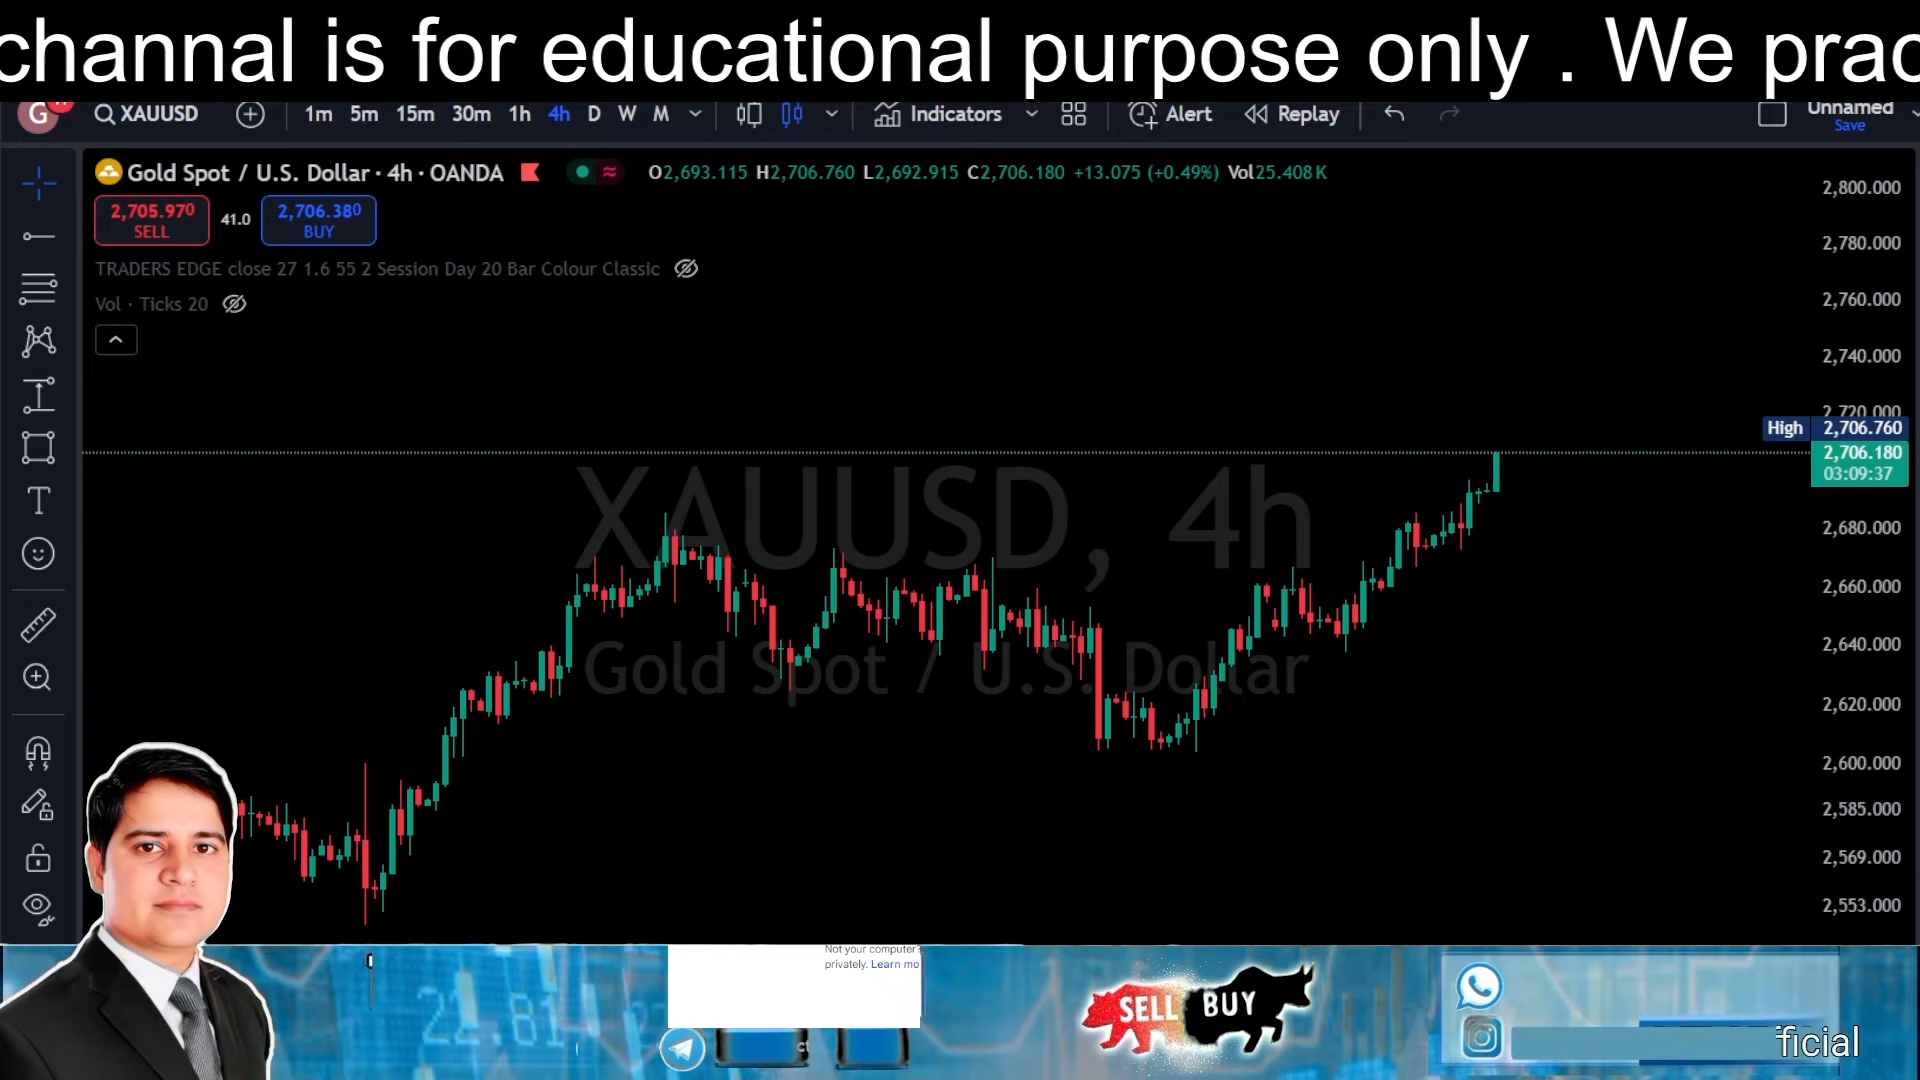 channal is for educational purpose only . We prac
G XAUUSD 1m 5m 15m 30m 1h 4h D W M Indicators Alert Replay Unnamed
Save
Gold Spot / U.S. Dollar · 4h · OANDA O2,693.115 H2,706.760 L2,692.915 C2,706.180 +13.075 (+0.49%) Vol25.408 K
2,705.970 SELL 41.0 2,706.380 BUY
TRADERS EDGE close 27 1.6 55 2 Session Day 20 Bar Colour Classic
Vol · Ticks 20
2,800.000
2,780.000
2,760.000
2,740.000
2,720.000
High 2,706.760
2,706.180
03:09:37
2,680.000
2,660.000
2,640.000
2,620.000
2,600.000
2,585.000
2,569.000
2,553.000
XAUUSD, 4h
Gold Spot / U.S. Dollar
Not your computer?
privately. Learn mo
22.81
SELL BUY
ficial